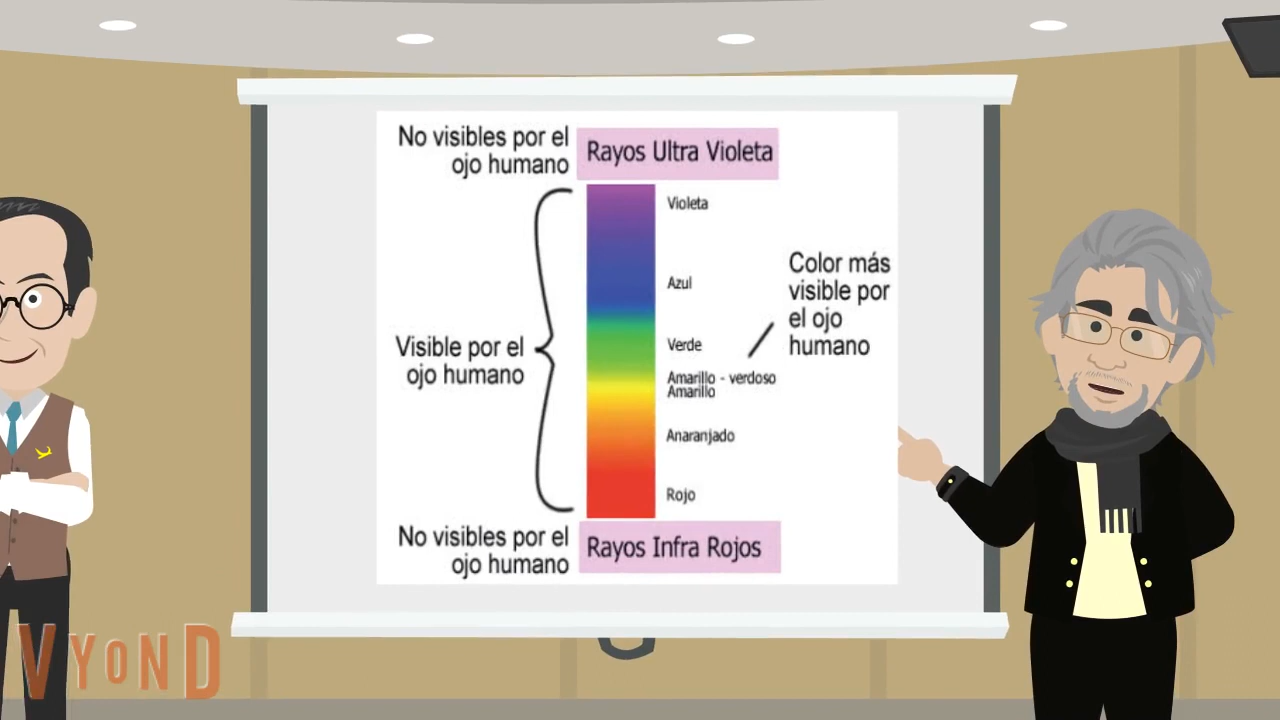 No visibles por el
ojo humano
Rayos Ultra Violeta
Violeta
Azul
Color más
visible por
el ojo
humano
Visible por el
ojo humano
Verde
Amarillo - verdoso
Amarillo
Anaranjado
Rojo
No visibles por el
ojo humano
Rayos Infra Rojos
VYOND